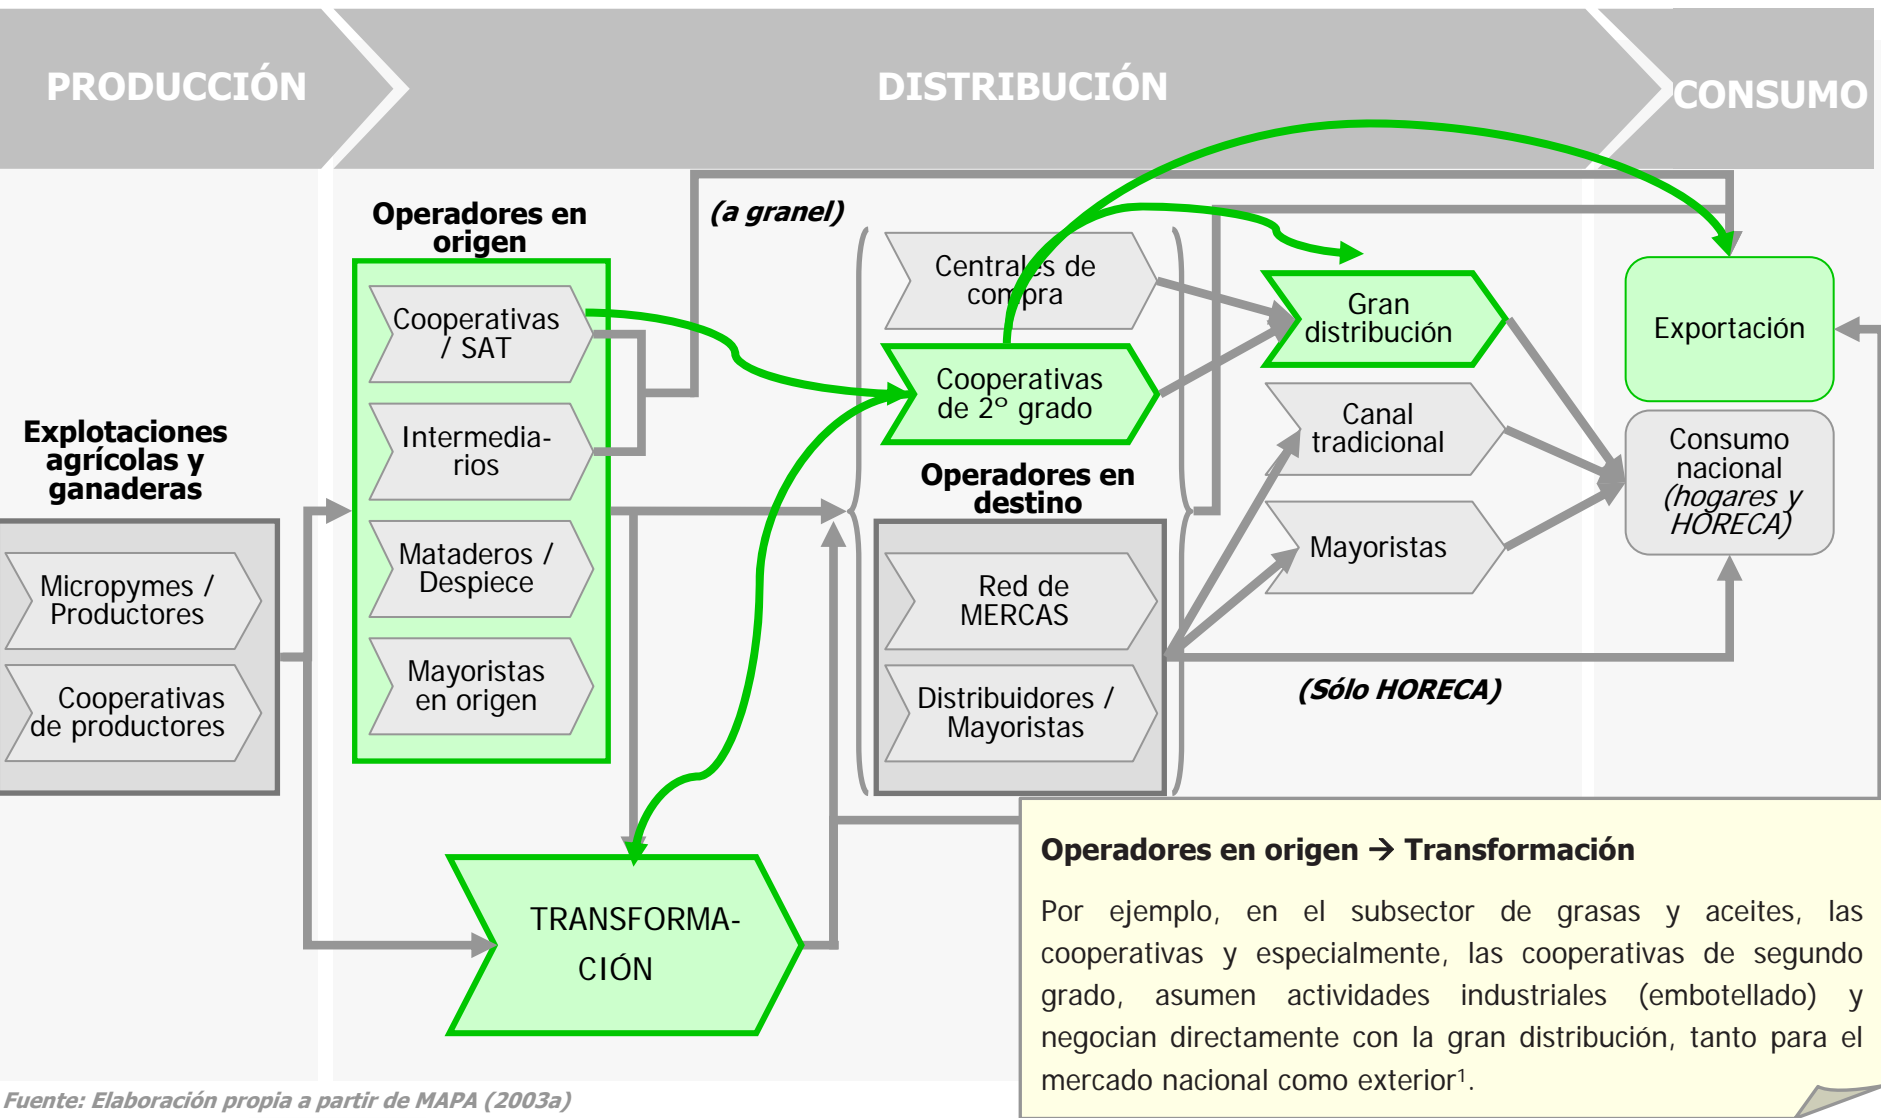 PRODUCCIÓN
DISTRIBUCIÓN
CONSUMO
Operadores en
origen
(a granel)
Cooperativas
/ SAT
Intermedia-
rios
Mataderos /
Despiece
Mayoristas
en origen
Explotaciones
agrícolas y
ganaderas
Micropymes /
Productores
Cooperativas
de productores
Centrales de
compra
Cooperativas
de 2º grado
Operadores en
destino
Red de
MERCAS
Distribuidores /
Mayoristas
Gran
distribución
Canal
tradicional
Mayoristas
(Sólo HORECA)
Exportación
Consumo
nacional
(hogares y
HORECA)
TRANSFORMA-
CIÓN
Operadores en origen → Transformación
Por ejemplo, en el subsector de grasas y aceites, las
cooperativas y especialmente, las cooperativas de segundo
grado, asumen actividades industriales (embotellado) y
negocian directamente con la gran distribución, tanto para el
mercado nacional como exterior¹.
Fuente: Elaboración propia a partir de MAPA (2003a)